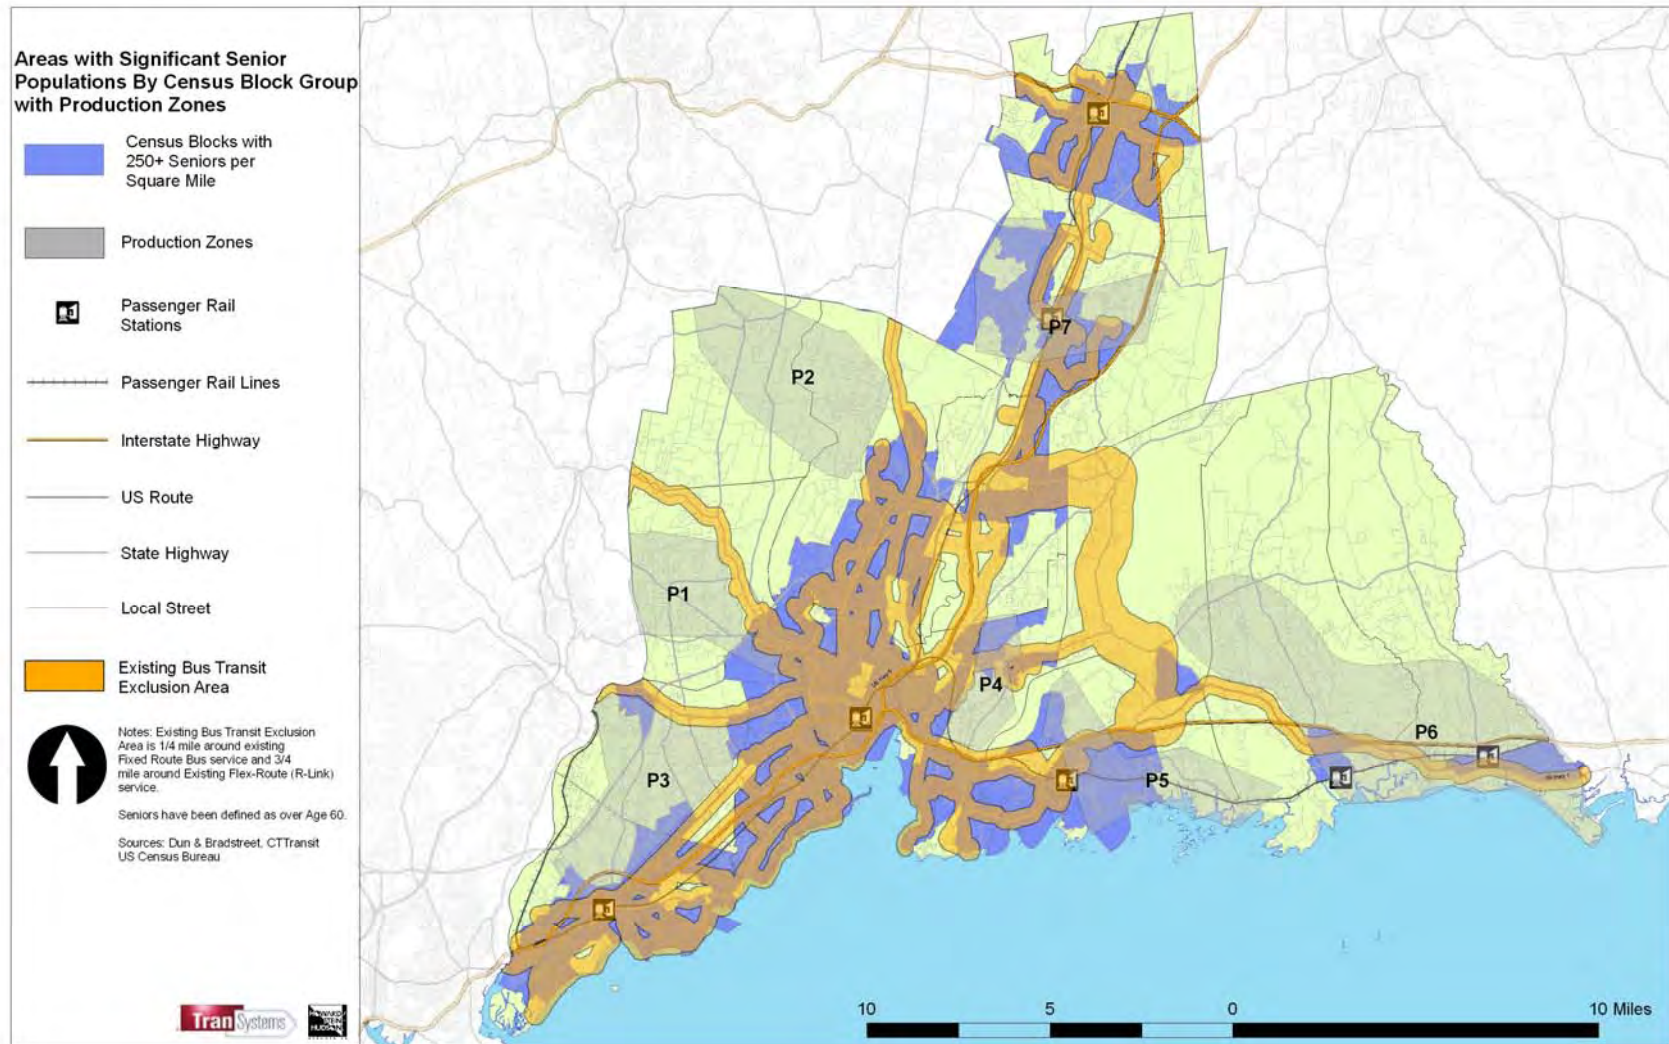 Areas with Significant Senior
Populations By Census Block Group
with Production Zones
Census Blocks with
250+ Seniors per
Square Mile
Production Zones
Passenger Rail
Stations
Passenger Rail Lines
Interstate Highway
US Route
State Highway
Local Street
Existing Bus Transit
Exclusion Area
Notes: Existing Bus Transit Exclusion
Area is 1/4 mile around existing
Fixed Route Bus service and 3/4
mile around Existing Flex-Route (R-Link)
service.
Seniors have been defined as over Age 60.
Sources: Dun & Bradstreet, CTTransit
US Census Bureau
TranSystems
HOWARD
STEIN
HUDSON
P7
P2
P1
P4
P6
P3
P5
10 5 0 10 Miles